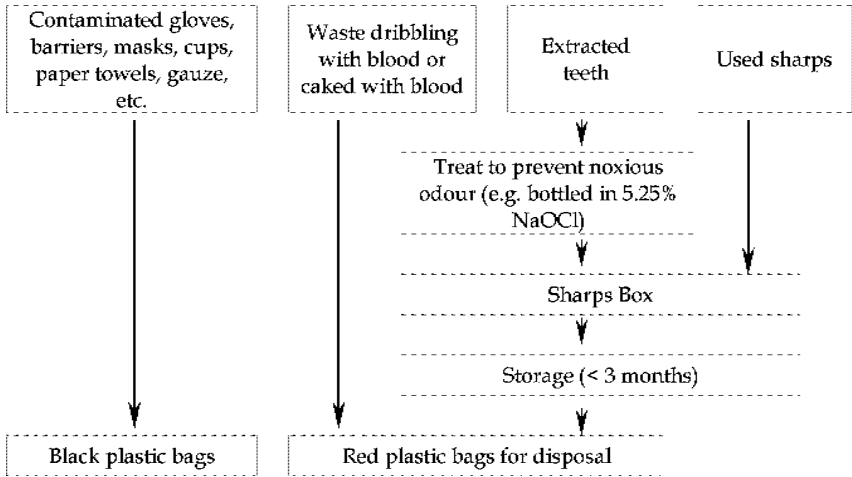 Contaminated gloves,
barriers, masks, cups,
paper towels, gauze,
etc.
Waste dribbling
with blood or
caked with blood
Extracted
teeth
Used sharps
Treat to prevent noxious
odour (e.g. bottled in 5.25%
NaOCl)
Sharps Box
Storage (< 3 months)
Black plastic bags
Red plastic bags for disposal